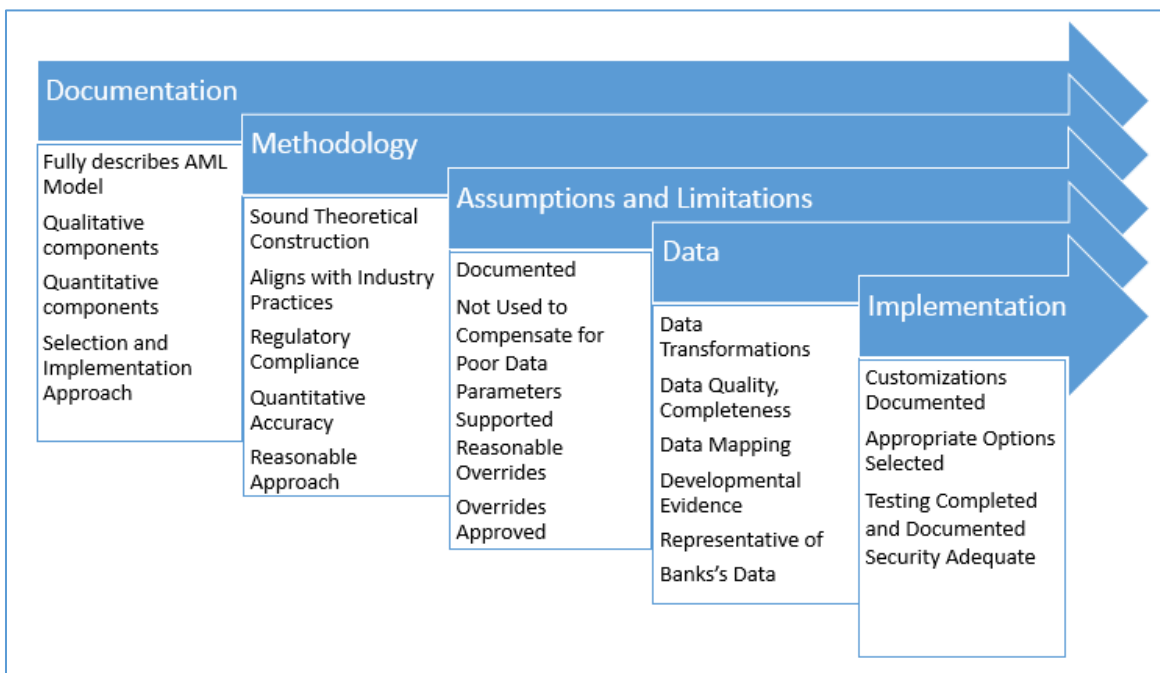 Documentation
Fully describes AML
Model
Qualitative
components
Quantitative
components
Selection and
Implementation
Approach
Methodology
Sound Theoretical
Construction
Aligns with Industry
Practices
Regulatory
Compliance
Quantitative
Accuracy
Reasonable
Approach
Assumptions and Limitations
Documented
Not Used to
Compensate for
Poor Data
Parameters
Supported
Reasonable
Overrides
Overrides
Approved
Data
Data
Transformations
Data Quality,
Completeness
Data Mapping
Developmental
Evidence
Representative of
Banks's Data
Implementation
Customizations
Documented
Appropriate Options
Selected
Testing Completed
and Documented
Security Adequate